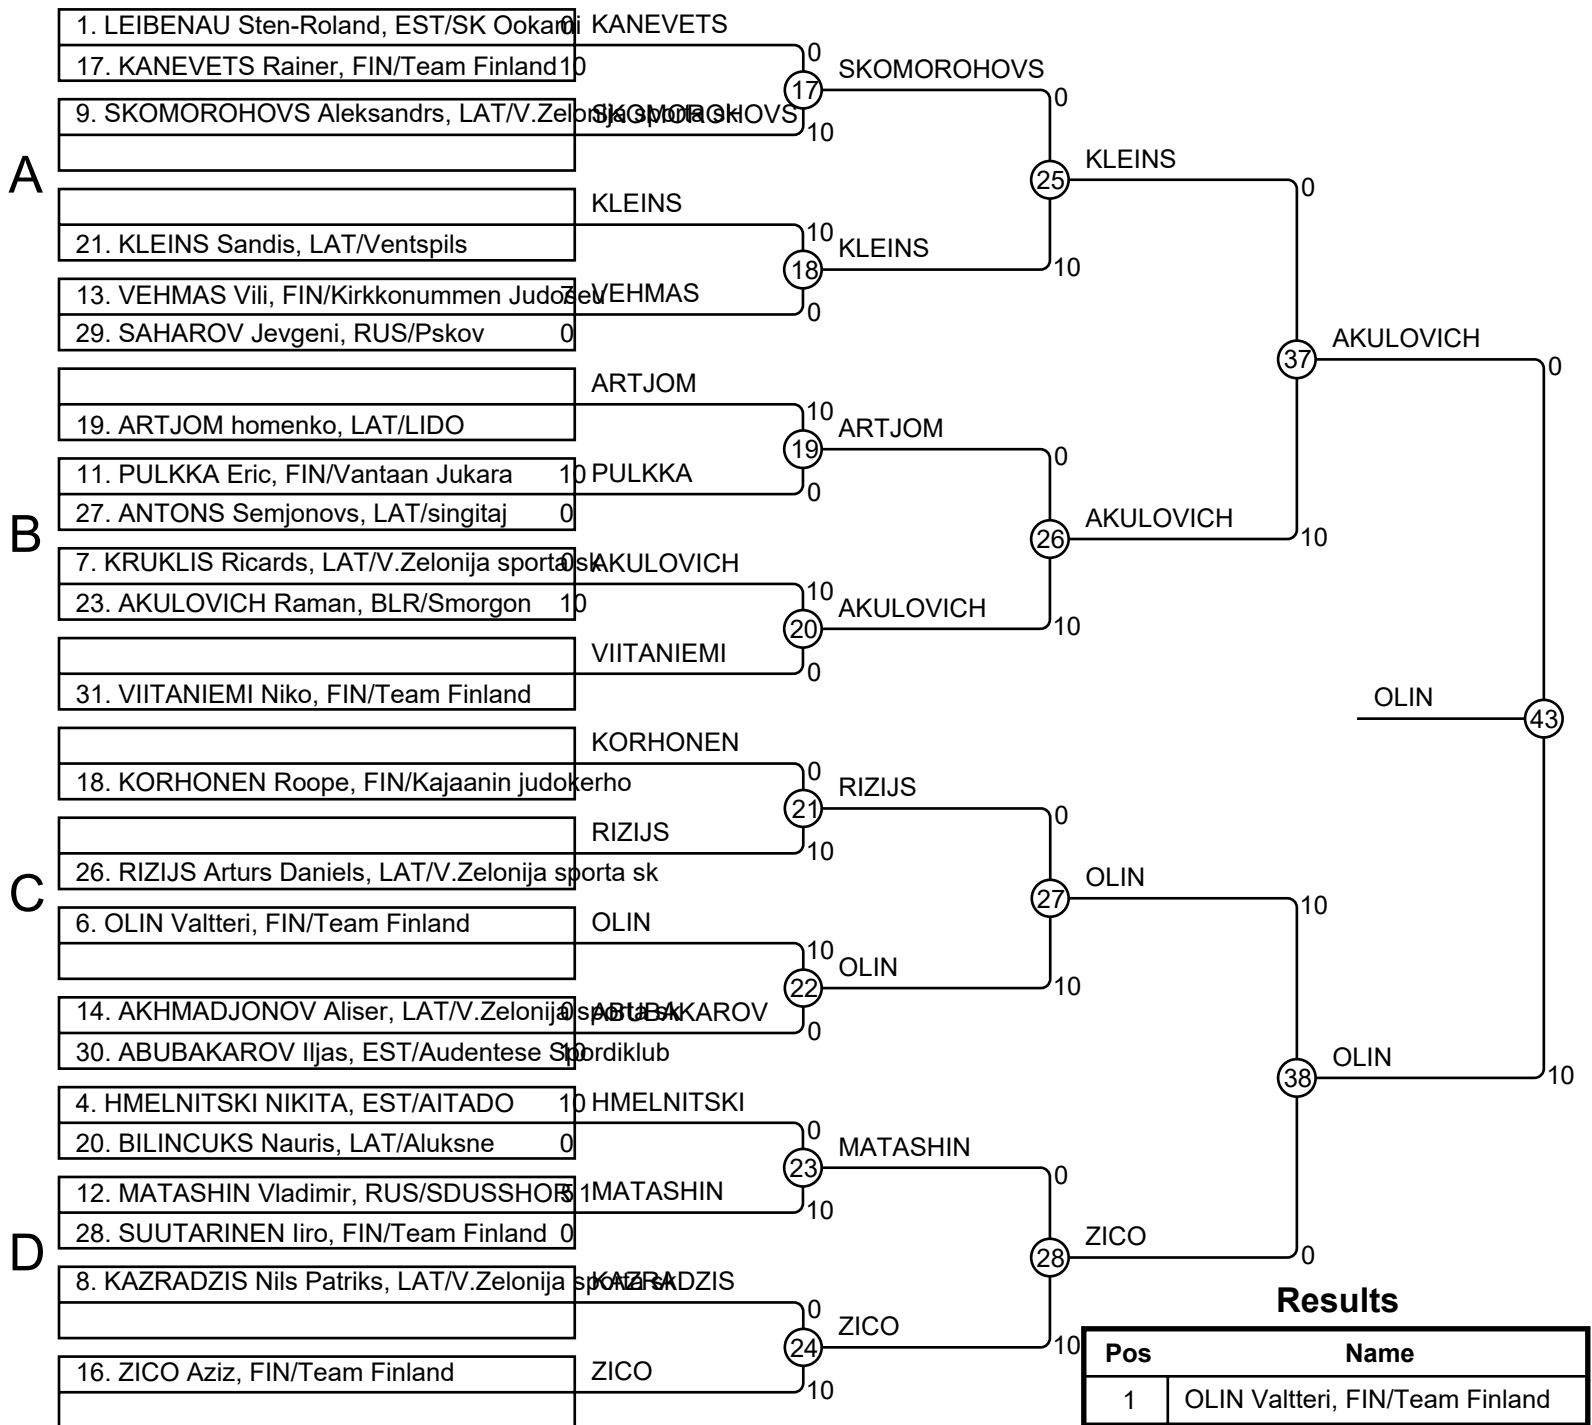 A
1. LEIBENAU Sten-Roland, EST/SK Ookami 0
17. KANEVETS Rainer, FIN/Team Finland 10
KANEVETS
0
9. SKOMOROHOVS Aleksandrs, LAT/V.Zelonija sporta sk
SKOMOROHOVS
10
17
SKOMOROHOVS
0
21. KLEINS Sandis, LAT/Ventspils
KLEINS
10
13. VEHMAS Vili, FIN/Kirkkonummen Judoseu 7
29. SAHAROV Jevgeni, RUS/Pskov 0
VEHMAS
0
18
KLEINS
10
25
KLEINS
0
B
19. ARTJOM homenko, LAT/LIDO
ARTJOM
10
11. PULKKA Eric, FIN/Vantaan Jukara 10
27. ANTONS Semjonovs, LAT/singitaj 0
PULKKA
0
19
ARTJOM
0
7. KRUKLIS Ricards, LAT/V.Zelonija sporta sk 0
23. AKULOVICH Raman, BLR/Smorgon 10
AKULOVICH
10
31. VIITANIEMI Niko, FIN/Team Finland
VIITANIEMI
0
20
AKULOVICH
10
26
AKULOVICH
10
37
AKULOVICH
0
C
18. KORHONEN Roope, FIN/Kajaanin judokerho
KORHONEN
0
26. RIZIJS Arturs Daniels, LAT/V.Zelonija sporta sk
RIZIJS
10
21
RIZIJS
0
6. OLIN Valtteri, FIN/Team Finland
OLIN
10
14. AKHMADJONOV Aliser, LAT/V.Zelonija sporta sk 0
30. ABUBAKAROV Iljas, EST/Audentese Spordiklub 10
ABUBAKAROV
0
22
OLIN
10
27
OLIN
10
D
4. HMELNITSKI NIKITA, EST/AITADO 10
20. BILINCUKS Nauris, LAT/Aluksne 0
HMELNITSKI
0
12. MATASHIN Vladimir, RUS/SDUSSHOR 1 5
28. SUUTARINEN Iiro, FIN/Team Finland 0
MATASHIN
10
23
MATASHIN
0
8. KAZRADZIS Nils Patriks, LAT/V.Zelonija sporta sk
KAZRADZIS
0
16. ZICO Aziz, FIN/Team Finland
ZICO
10
24
ZICO
10
28
ZICO
0
38
OLIN
10
43
OLIN
Results
Pos Name
1 OLIN Valtteri, FIN/Team Finland